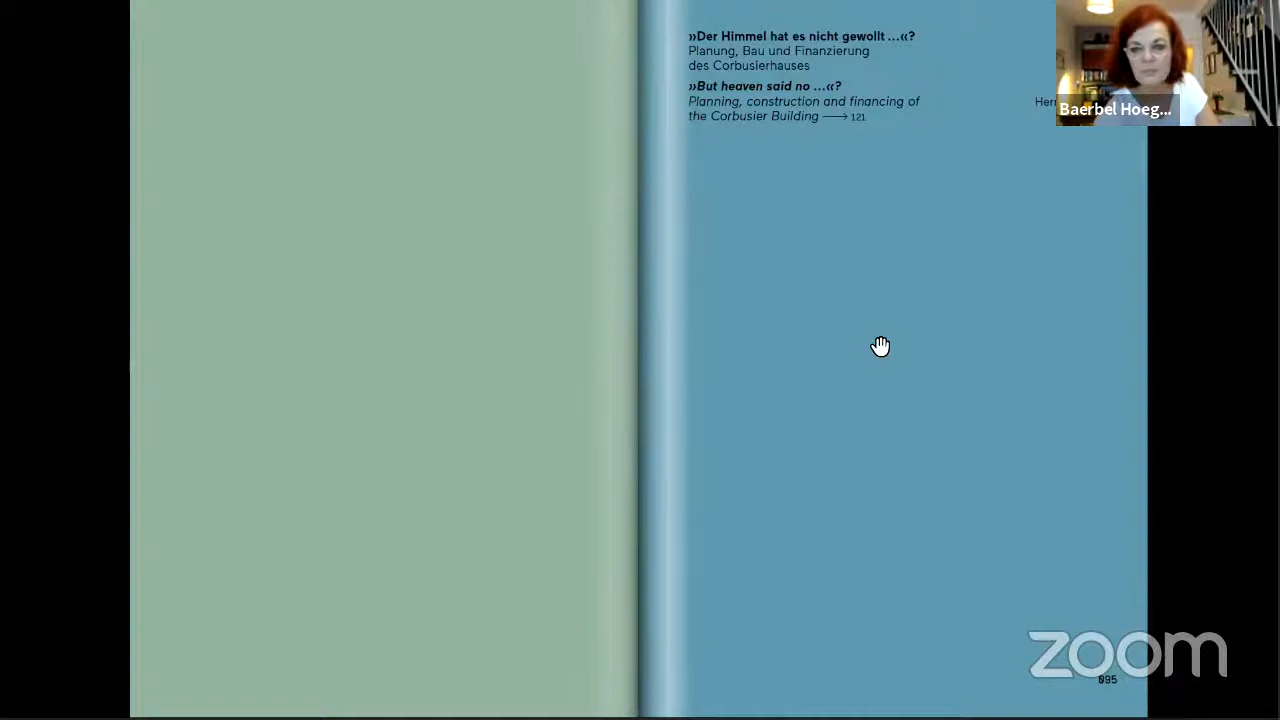 »Der Himmel hat es nicht gewollt ...«?
Planung, Bau und Finanzierung
des Corbusierhauses
»But heaven said no ...«?
Planning, construction and financing of
the Corbusier Building ⟶ 121
Baerbel Hoeg...
zoom
095